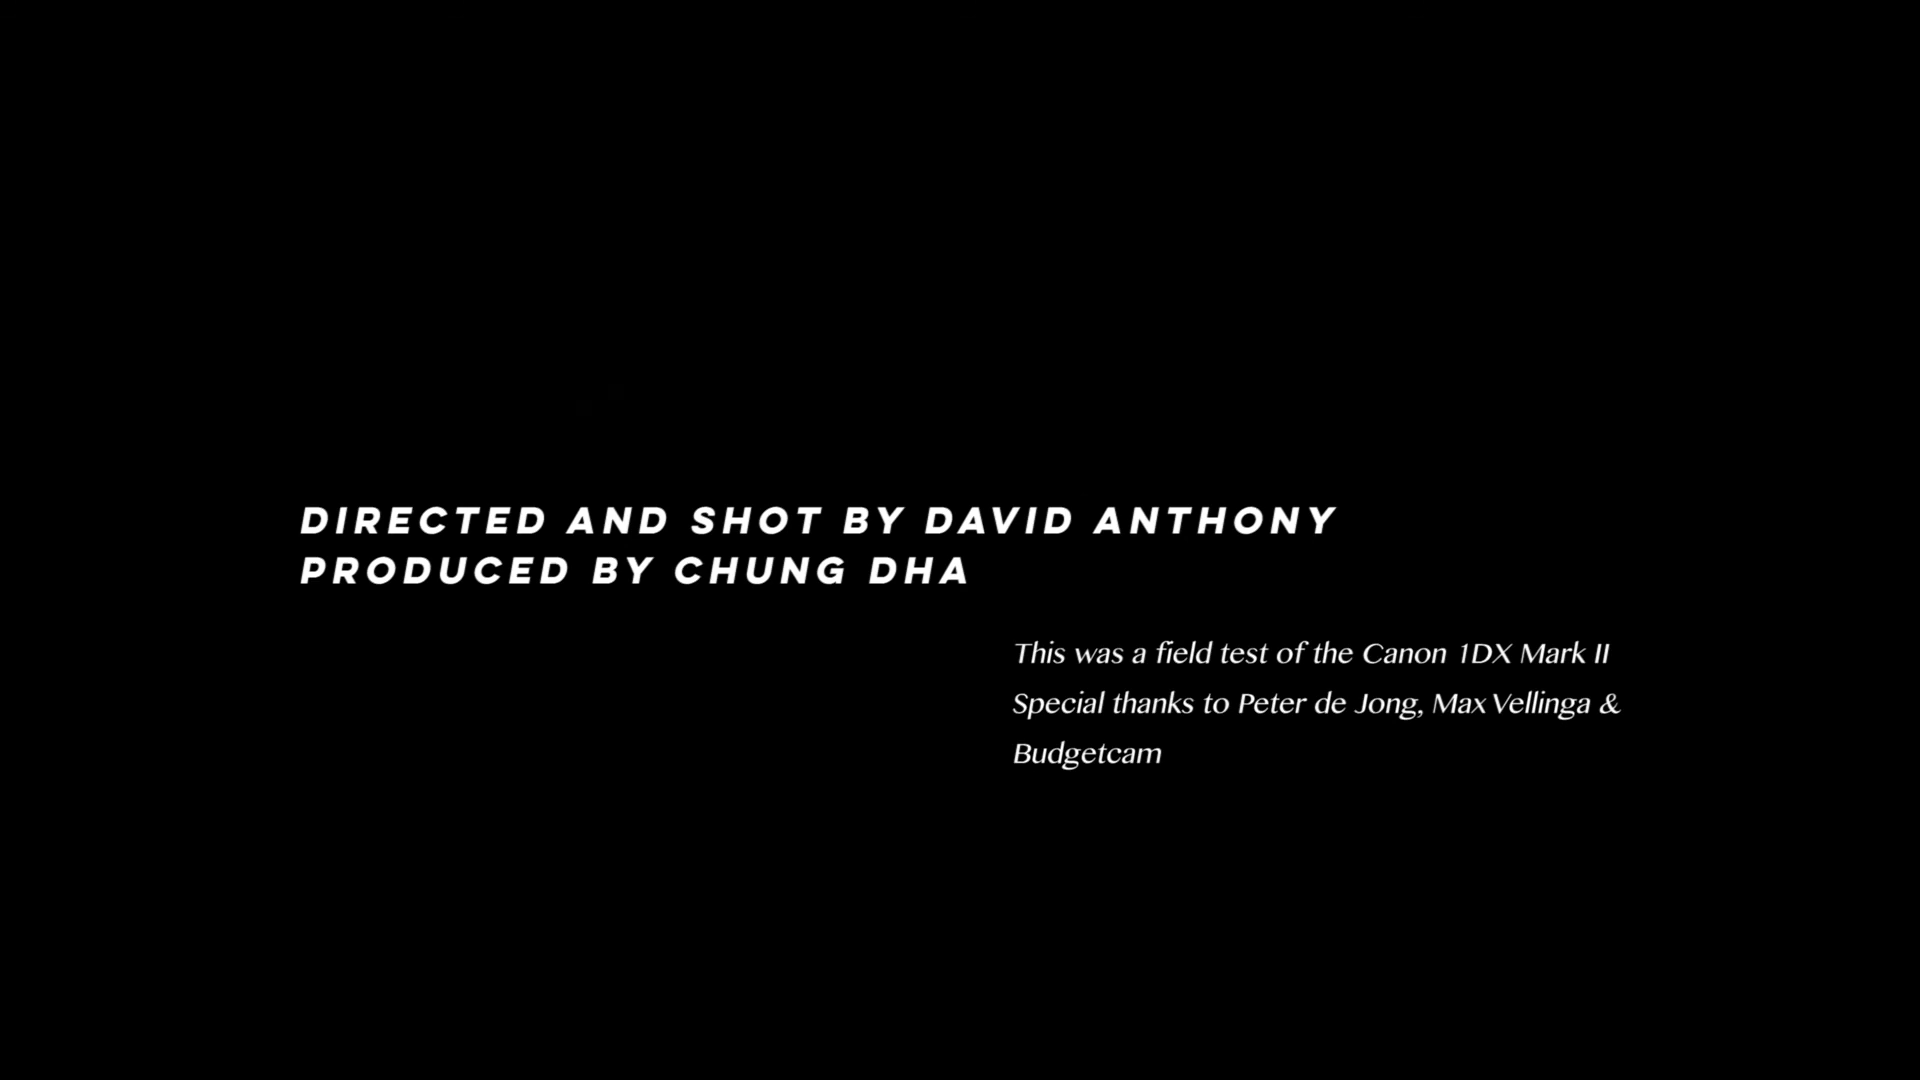 DIRECTED AND SHOT BY DAVID ANTHONY
PRODUCED BY CHUNG DHA
This was a field test of the Canon 1DX Mark II
Special thanks to Peter de Jong, Max Vellinga &
Budgetcam